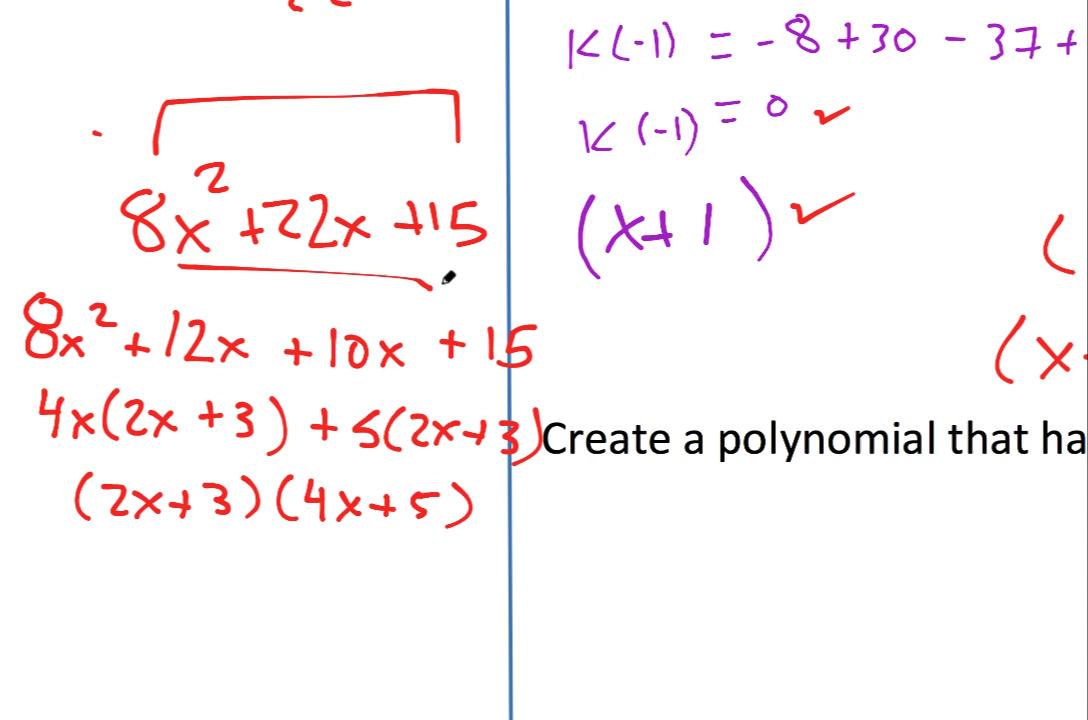 8x² +22x +15
8x² + 12x + 10x + 15
4x(2x + 3) + 5(2x+3)
(2x+3)(4x+5)
K(-1) = -8 + 30 - 37 +
K(-1) = 0 ✓
(x+1) ✓
(
(x-
Create a polynomial that ha